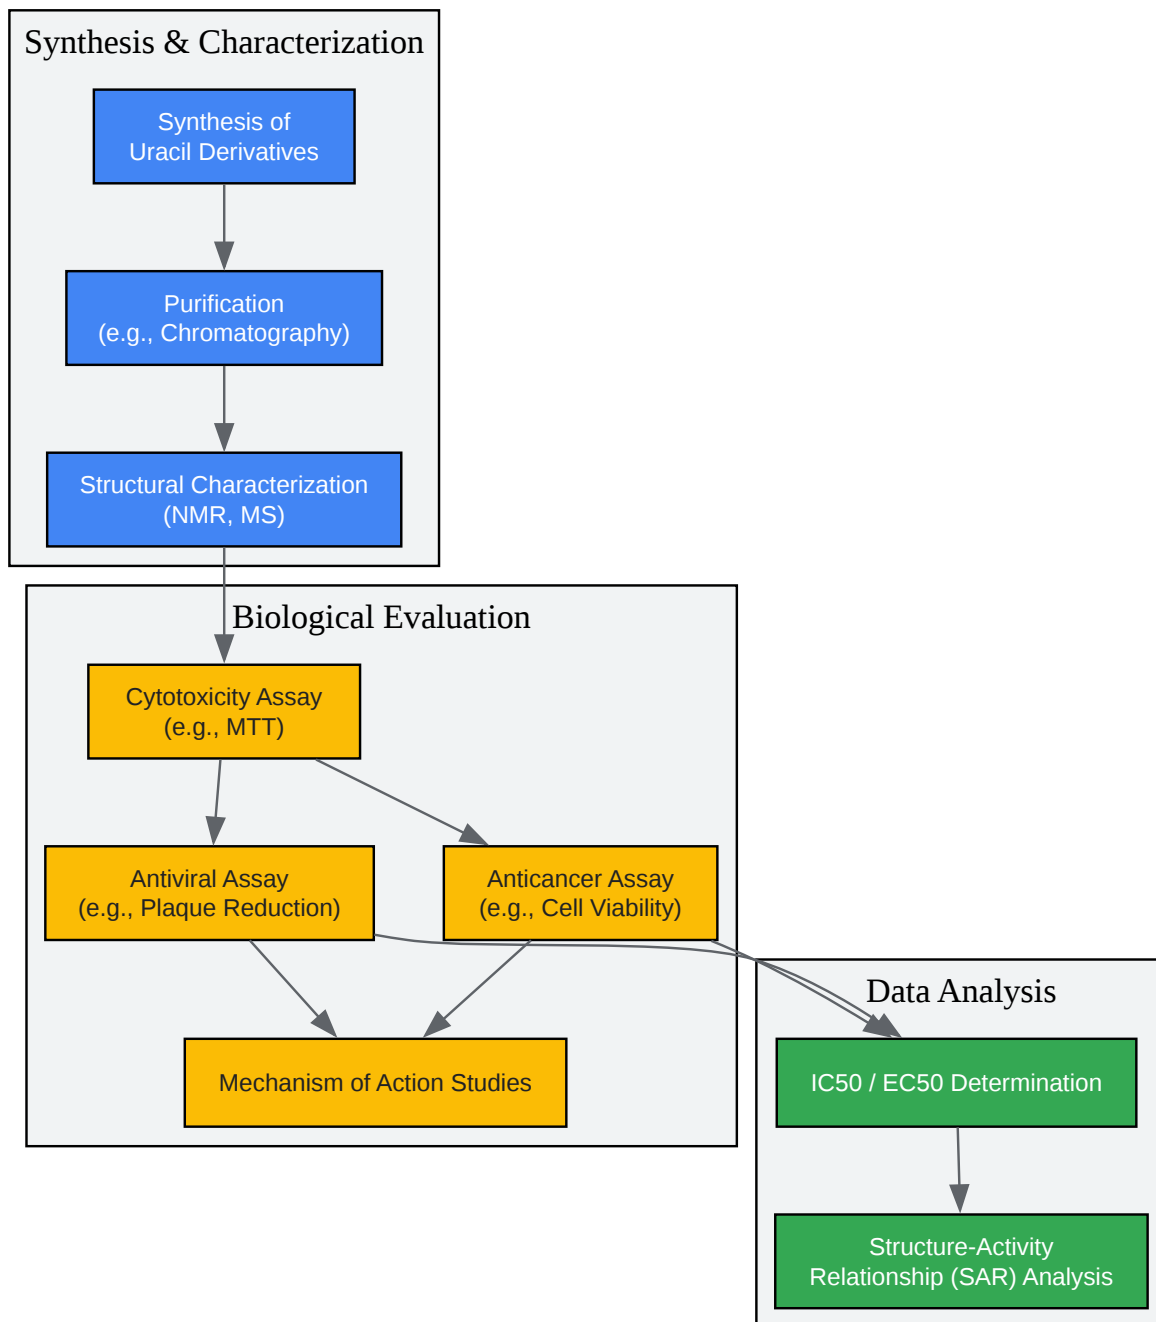 Synthesis & Characterization
Synthesis of
Uracil Derivatives
Purification
(e.g., Chromatography)
Structural Characterization
(NMR, MS)
Biological Evaluation
Cytotoxicity Assay
(e.g., MTT)
Antiviral Assay
(e.g., Plaque Reduction)
Anticancer Assay
(e.g., Cell Viability)
Mechanism of Action Studies
Data Analysis
IC50 / EC50 Determination
Structure-Activity
Relationship (SAR) Analysis